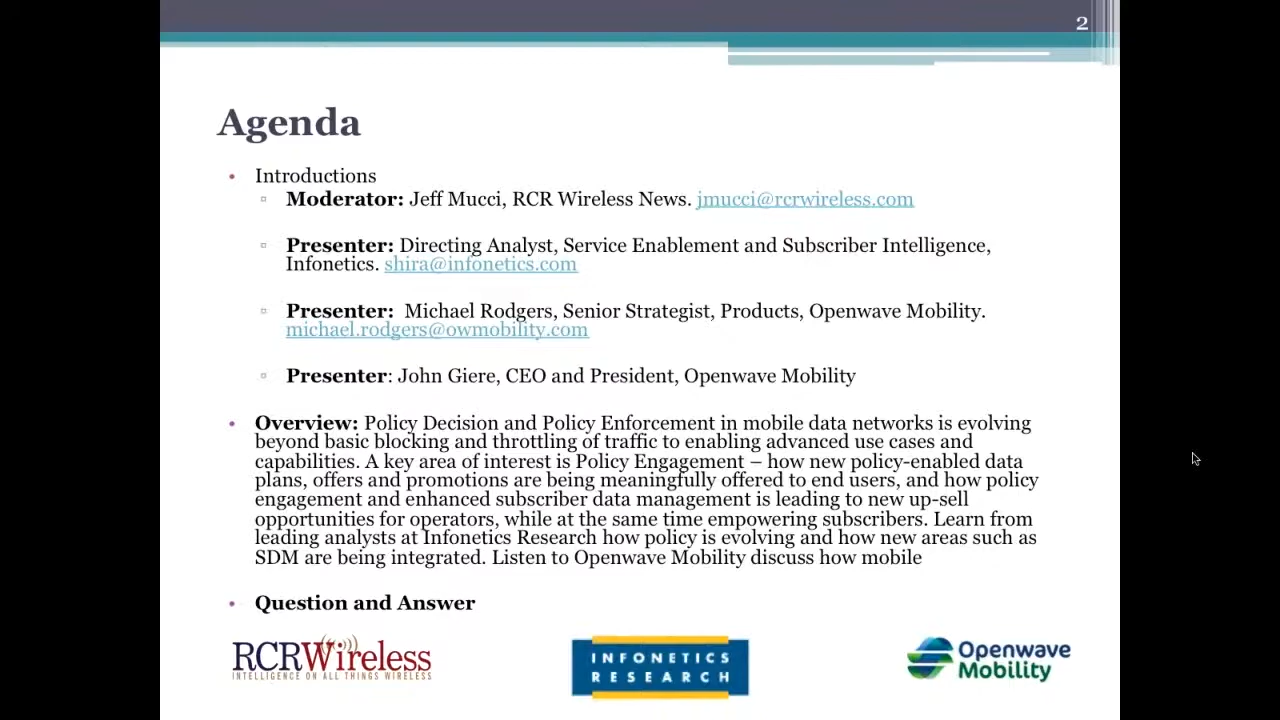 2
Agenda
• Introductions
▫ Moderator: Jeff Mucci, RCR Wireless News. jmucci@rcrwireless.com
▫ Presenter: Directing Analyst, Service Enablement and Subscriber Intelligence,
Infonetics. shira@infonetics.com
▫ Presenter: Michael Rodgers, Senior Strategist, Products, Openwave Mobility.
michael.rodgers@owmobility.com
▫ Presenter: John Giere, CEO and President, Openwave Mobility
• Overview: Policy Decision and Policy Enforcement in mobile data networks is evolving
beyond basic blocking and throttling of traffic to enabling advanced use cases and
capabilities. A key area of interest is Policy Engagement – how new policy-enabled data
plans, offers and promotions are being meaningfully offered to end users, and how policy
engagement and enhanced subscriber data management is leading to new up-sell
opportunities for operators, while at the same time empowering subscribers. Learn from
leading analysts at Infonetics Research how policy is evolving and how new areas such as
SDM are being integrated. Listen to Openwave Mobility discuss how mobile
• Question and Answer
RCRWireless
INTELLIGENCE ON ALL THINGS WIRELESS
INFONETICS
RESEARCH
Openwave
Mobility